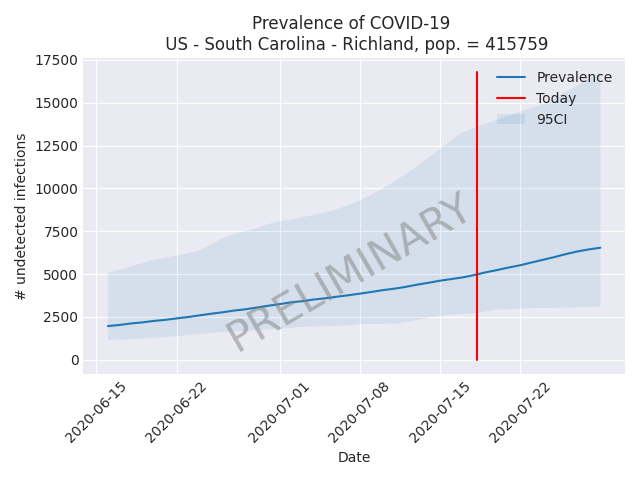 Prevalence of COVID-19
US - South Carolina - Richland, pop. = 415759
17500
15000
12500
10000
7500
5000
2500
0
# undetected infections
Prevalence
Today
95CI
PRELIMINARY
2020-06-15
2020-06-22
2020-07-01
2020-07-08
2020-07-15
2020-07-22
Date